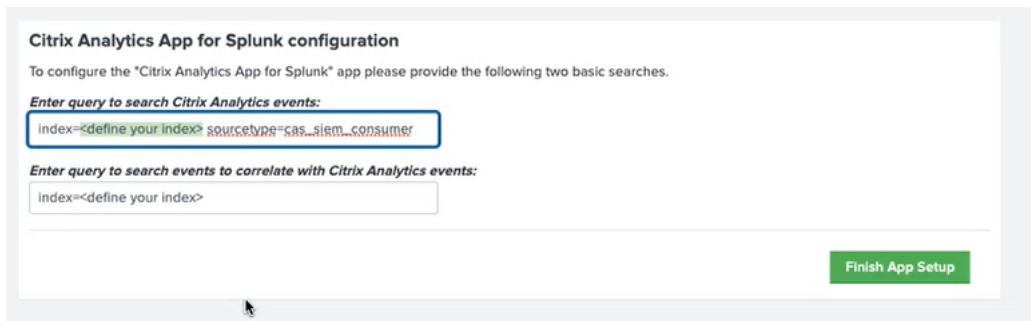 Citrix Analytics App for Splunk configuration
To configure the "Citrix Analytics App for Splunk" app please provide the following two basic searches.
Enter query to search Citrix Analytics events:
index=<define your index> sourcetype=cas_siem_consumer
Enter query to search events to correlate with Citrix Analytics events:
index=<define your index>
Finish App Setup